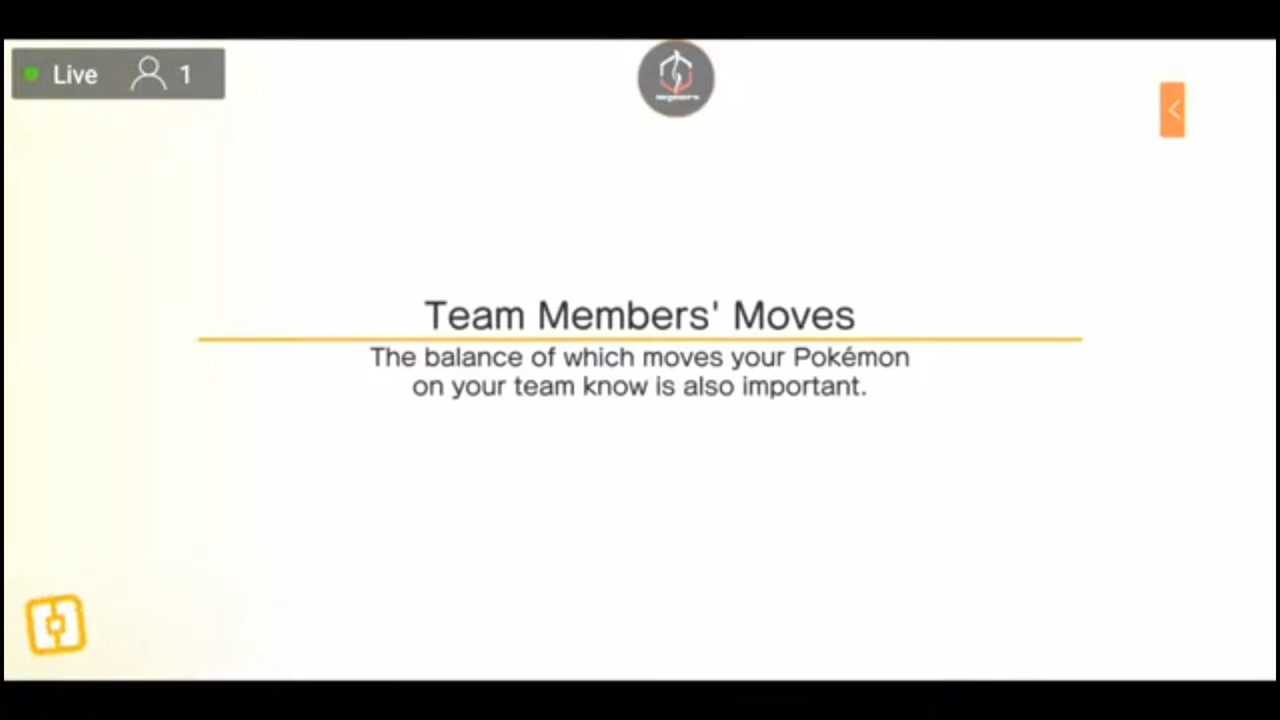 Live 1
Team Members' Moves
The balance of which moves your Pokémon
on your team know is also important.